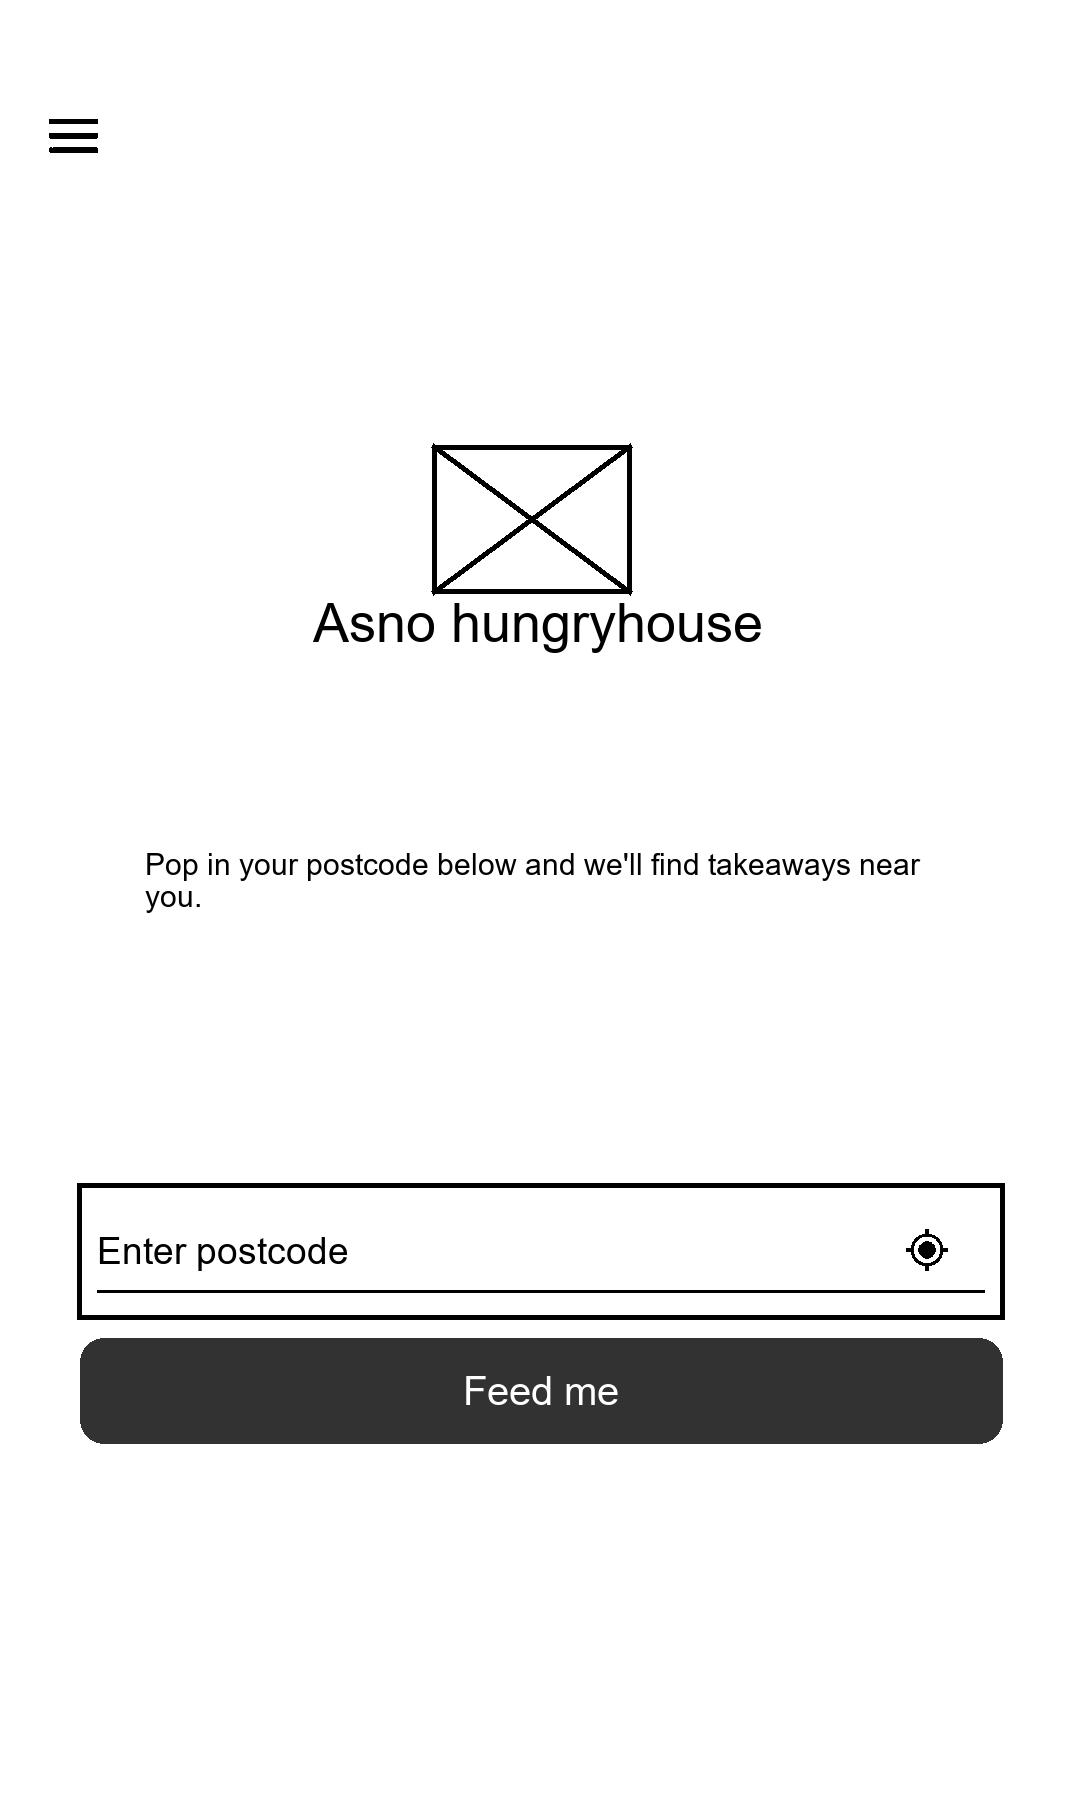 Asno hungryhouse
Pop in your postcode below and we'll find takeaways near
you.
Enter postcode
Feed me